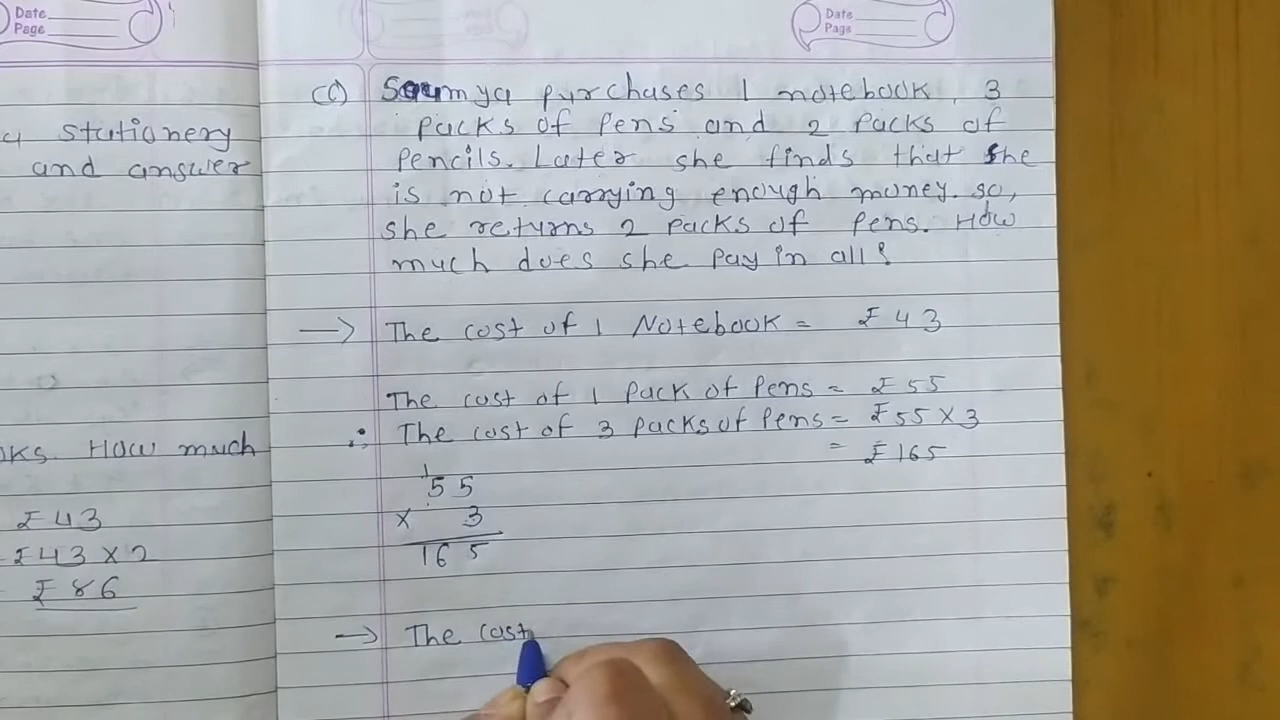 Date
Page
Date
Page
stationery
and answer
How much
₹43
₹43 × 2
₹86
(c) Soumya purchases 1 notebook, 3
packs of Pens and 2 packs of
Pencils. Later she finds that she
is not carrying enough money. so,
she returns 2 packs of Pens. How
much does she pay in all?
→ The cost of 1 Notebook = ₹43
The cost of 1 Pack of Pens = ₹55
∴ The cost of 3 packs of Pens = ₹55 × 3
= ₹165
1
55
× 3
165
→ The cost